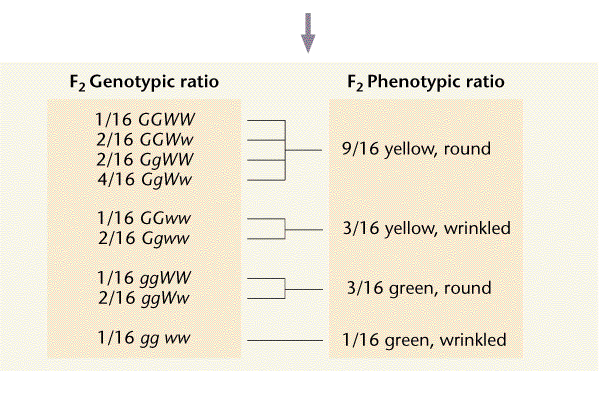 F2 Genotypic ratio
F2 Phenotypic ratio
1/16 GGWW
2/16 GGWw
2/16 GgWW
4/16 GgWw
9/16 yellow, round
1/16 GGww
2/16 Ggww
3/16 yellow, wrinkled
1/16 ggWW
2/16 ggWw
3/16 green, round
1/16 gg ww
1/16 green, wrinkled